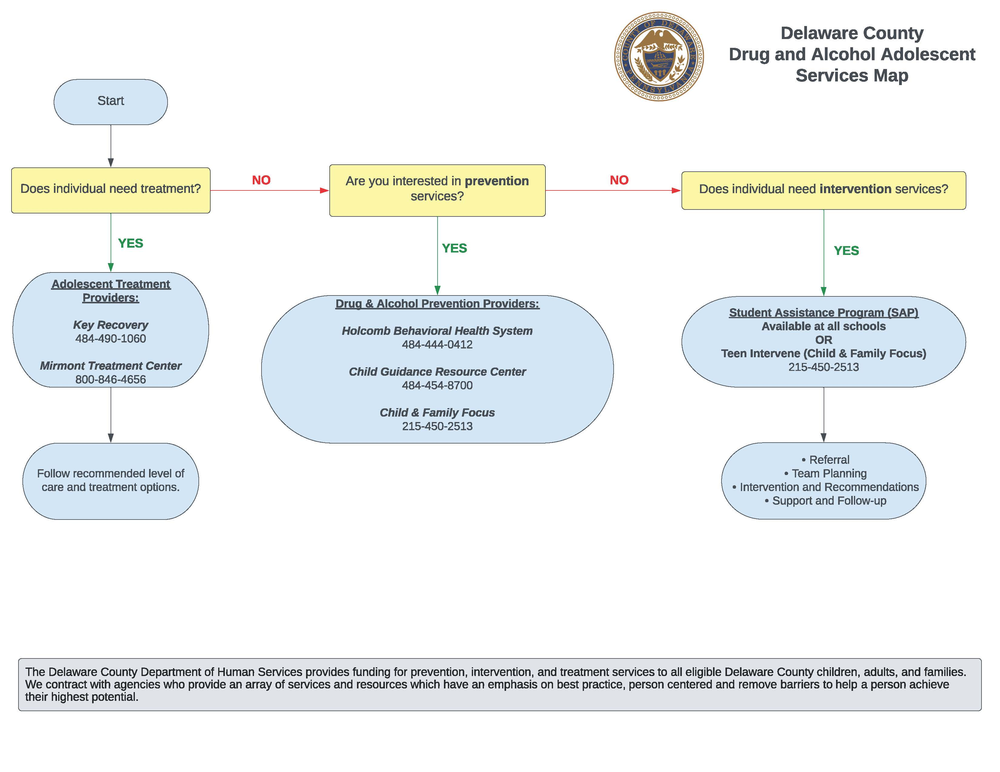 COUNTY OF DELAWARE
★ PENNSYLVANIA ★
Delaware County
Drug and Alcohol Adolescent
Services Map
Start
Does individual need treatment?
NO
Are you interested in prevention
services?
NO
Does individual need intervention services?
YES
YES
YES
Adolescent Treatment
Providers:
Key Recovery
484-490-1060
Mirmont Treatment Center
800-846-4656
Drug & Alcohol Prevention Providers:
Holcomb Behavioral Health System
484-444-0412
Child Guidance Resource Center
484-454-8700
Child & Family Focus
215-450-2513
Student Assistance Program (SAP)
Available at all schools
OR
Teen Intervene (Child & Family Focus)
215-450-2513
Follow recommended level of
care and treatment options.
• Referral
• Team Planning
• Intervention and Recommendations
• Support and Follow-up
The Delaware County Department of Human Services provides funding for prevention, intervention, and treatment services to all eligible Delaware County children, adults, and families.
We contract with agencies who provide an array of services and resources which have an emphasis on best practice, person centered and remove barriers to help a person achieve
their highest potential.